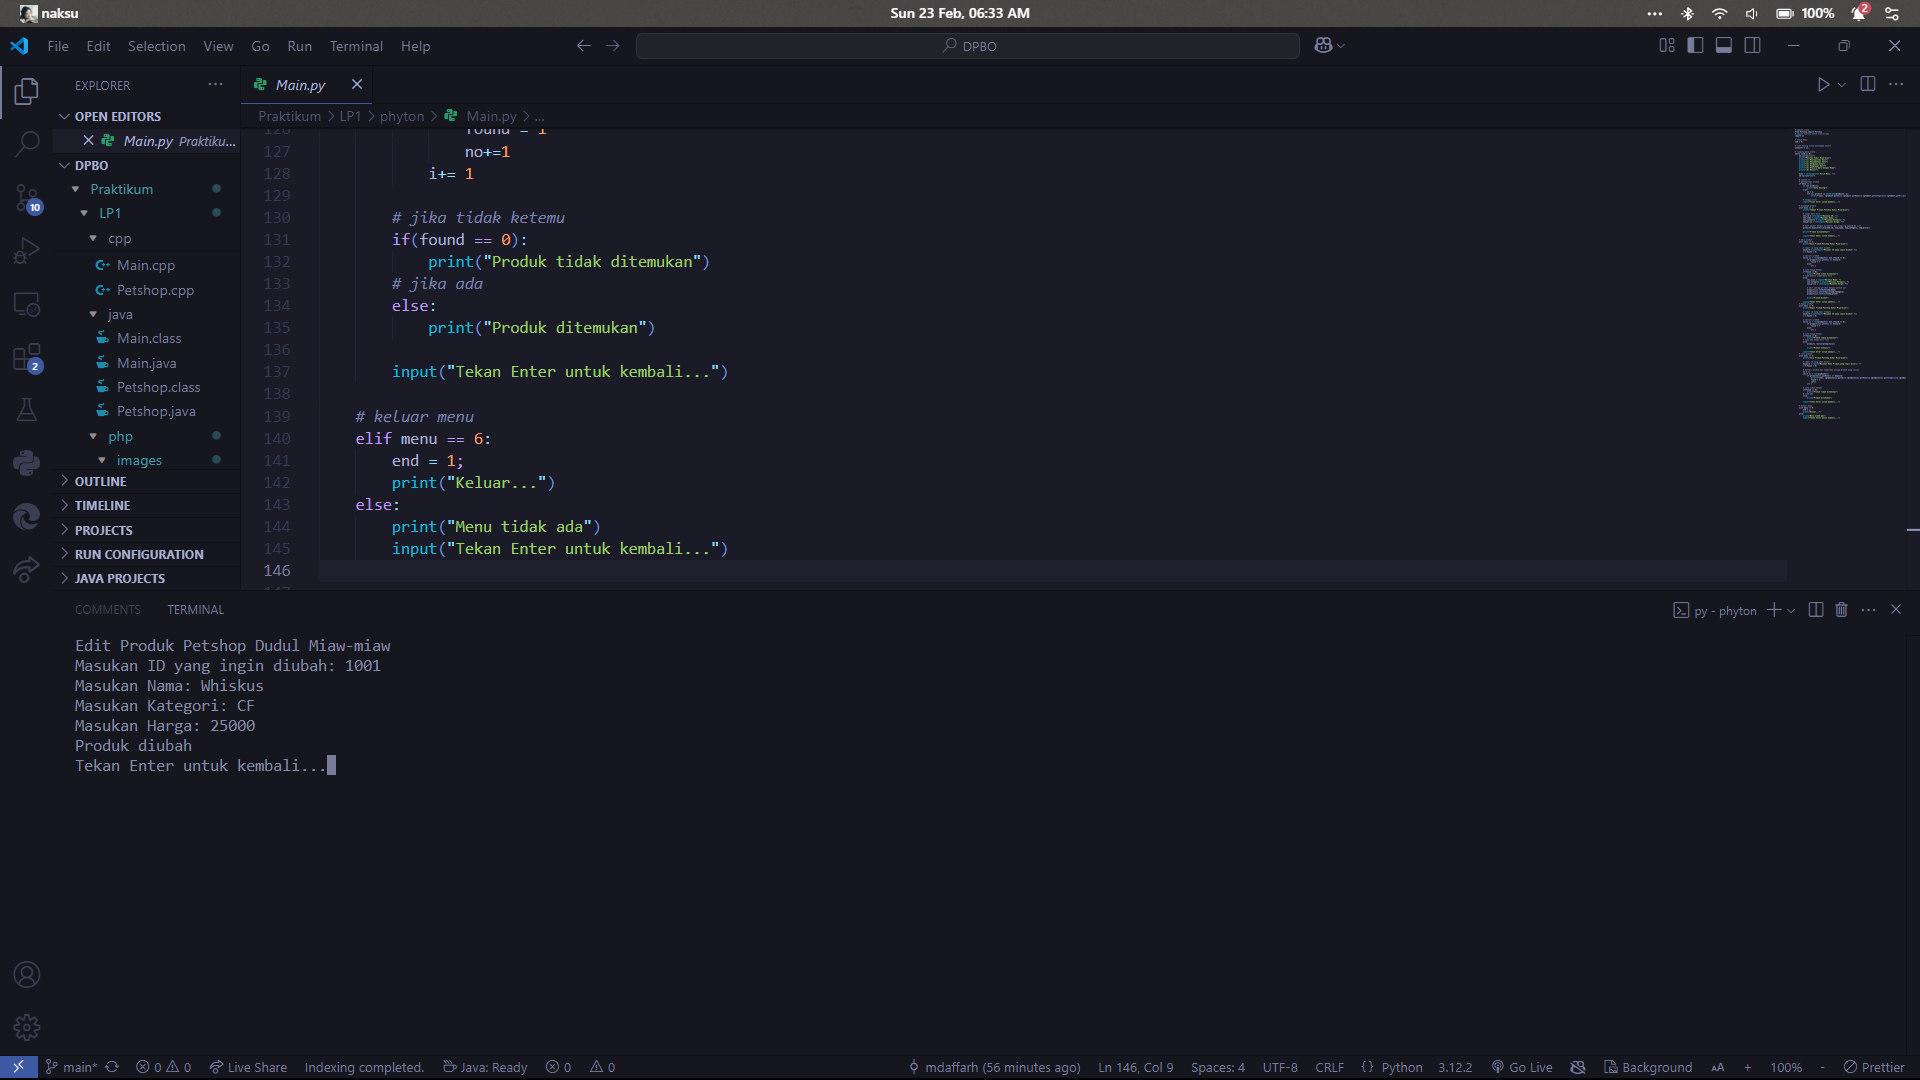 naksu
Sun 23 Feb, 06:33 AM
100%
2
File Edit Selection View Go Run Terminal Help
DPBO
EXPLORER
Main.py
OPEN EDITORS
Main.py Praktiku...
DPBO
Praktikum
LP1
cpp
Main.cpp
Petshop.cpp
java
Main.class
Main.java
Petshop.class
Petshop.java
php
images
OUTLINE
TIMELINE
PROJECTS
RUN CONFIGURATION
JAVA PROJECTS
10
2
Praktikum > LP1 > phyton > Main.py > ...
126 found = 1
127 no+=1
128 i+= 1
129
130 # jika tidak ketemu
131 if(found == 0):
132 print("Produk tidak ditemukan")
133 # jika ada
134 else:
135 print("Produk ditemukan")
136
137 input("Tekan Enter untuk kembali...")
138
139 # keluar menu
140 elif menu == 6:
141 end = 1;
142 print("Keluar...")
143 else:
144 print("Menu tidak ada")
145 input("Tekan Enter untuk kembali...")
146
COMMENTS TERMINAL
py - phyton
Edit Produk Petshop Dudul Miaw-miaw
Masukan ID yang ingin diubah: 1001
Masukan Nama: Whiskus
Masukan Kategori: CF
Masukan Harga: 25000
Produk diubah
Tekan Enter untuk kembali...
main* 0 0 Live Share Indexing completed. Java: Ready 0 0 mdaffarh (56 minutes ago) Ln 146, Col 9 Spaces: 4 UTF-8 CRLF {} Python 3.12.2 Go Live Background AA + 100% - Prettier